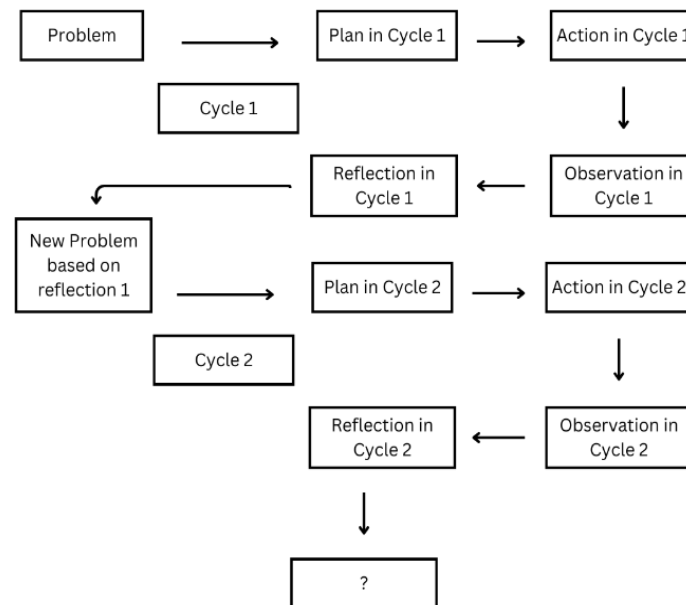 Problem
Plan in Cycle 1
Action in Cycle 1
Cycle 1
Reflection in
Cycle 1
Observation in
Cycle 1
New Problem
based on
reflection 1
Plan in Cycle 2
Action in Cycle 2
Cycle 2
Reflection in
Cycle 2
Observation in
Cycle 2
?